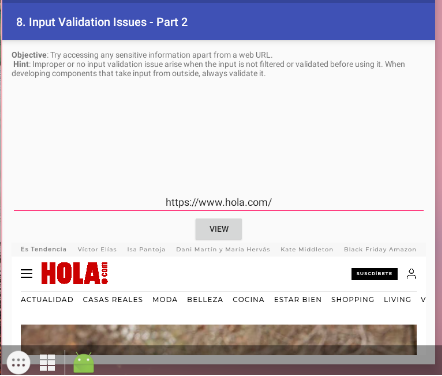 8. Input Validation Issues - Part 2
Objective: Try accessing any sensitive information apart from a web URL.
Hint: Improper or no input validation issue arise when the input is not filtered or validated before using it. When
developing components that take input from outside, always validate it.
https://www.hola.com/
VIEW
Es Tendencia Víctor Elías Isa Pantoja Dani Martín y María Hervás Kate Middleton Black Friday Amazon
HOLA.com
SUSCRÍBETE
ACTUALIDAD CASAS REALES MODA BELLEZA COCINA ESTAR BIEN SHOPPING LIVING V